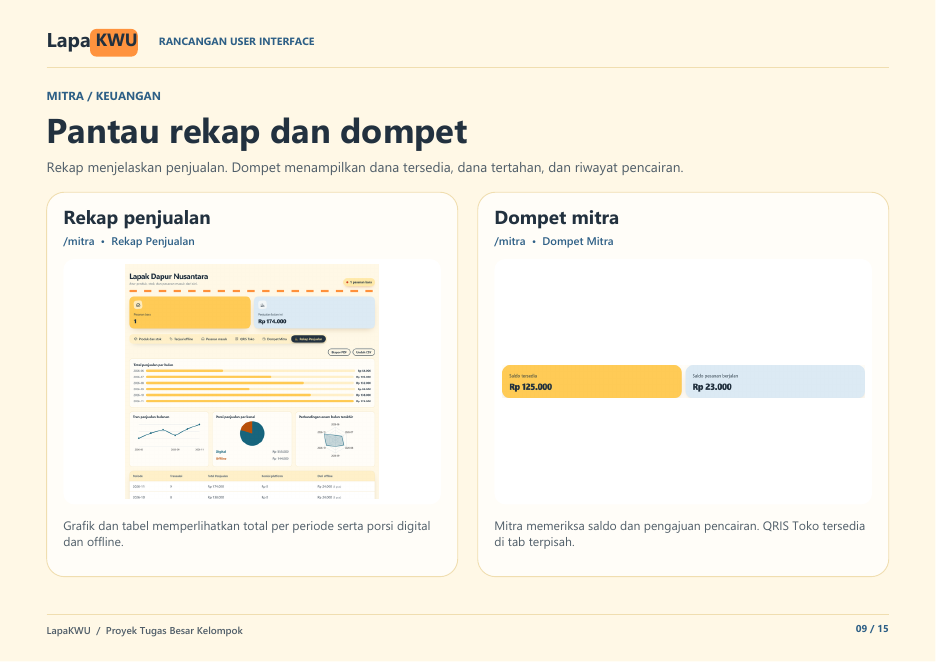 LapaKWU
RANCANGAN USER INTERFACE
MITRA / KEUANGAN
Pantau rekap dan dompet
Rekap menjelaskan penjualan. Dompet menampilkan dana tersedia, dana tertahan, dan riwayat pencairan.
Rekap penjualan
/mitra • Rekap Penjualan
Lapak Dapur Nusantara
1
Rp 174.000
Rekap Penjualan
Total penjualan per bulan
Tren penjualan bulanan
Digital
Offline
Grafik dan tabel memperlihatkan total per periode serta porsi digital
dan offline.
Dompet mitra
/mitra • Dompet Mitra
Saldo tersedia
Rp 125.000
Saldo pesanan berjalan
Rp 23.000
Mitra memeriksa saldo dan pengajuan pencairan. QRIS Toko tersedia
di tab terpisah.
LapaKWU / Proyek Tugas Besar Kelompok
09 / 15